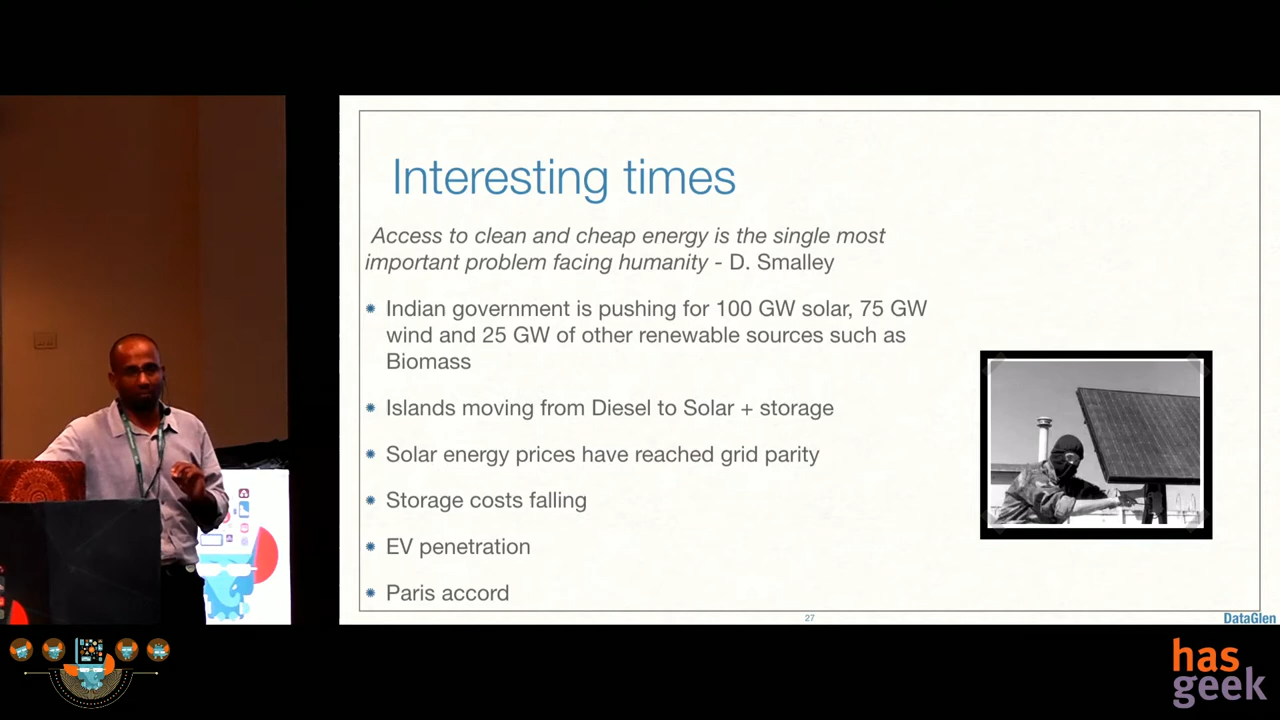 Interesting times
Access to clean and cheap energy is the single most
important problem facing humanity - D. Smalley
Indian government is pushing for 100 GW solar, 75 GW
wind and 25 GW of other renewable sources such as
Biomass
Islands moving from Diesel to Solar + storage
Solar energy prices have reached grid parity
Storage costs falling
EV penetration
Paris accord
27
DataGlen
has
geek